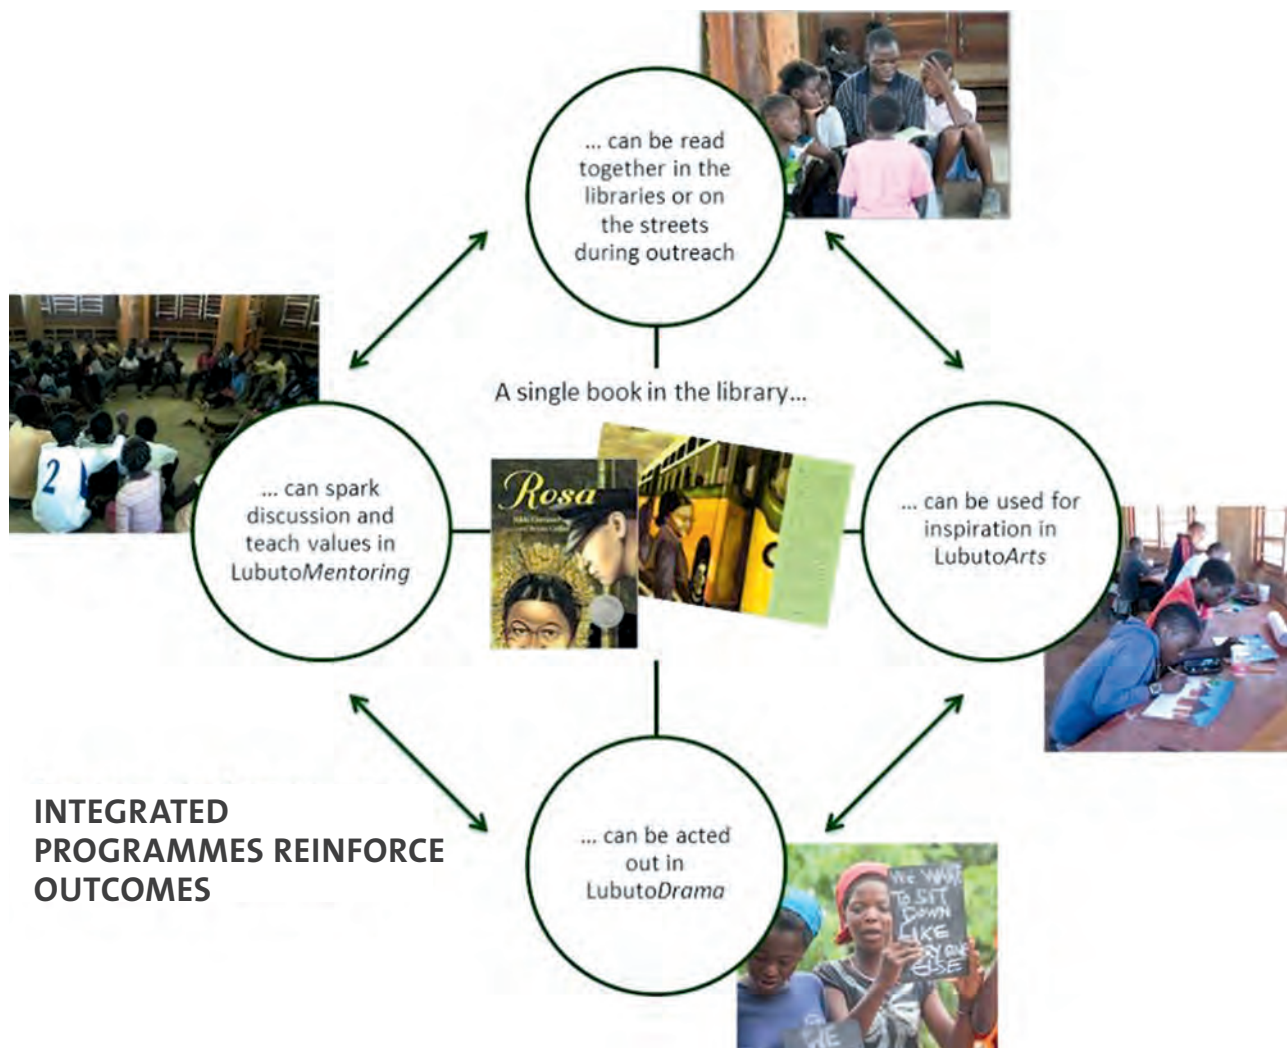 ... can be read
together in the
libraries or on
the streets
during outreach
A single book in the library...
... can spark
discussion and
teach values in
LubutoMentoring
2
Rosa
... can be used for
inspiration in
LubutoArts
INTEGRATED
PROGRAMMES REINFORCE
OUTCOMES
... can be acted
out in
LubutoDrama
WE WANT
TO SIT
DOWN
LIKE
ELSE
WE